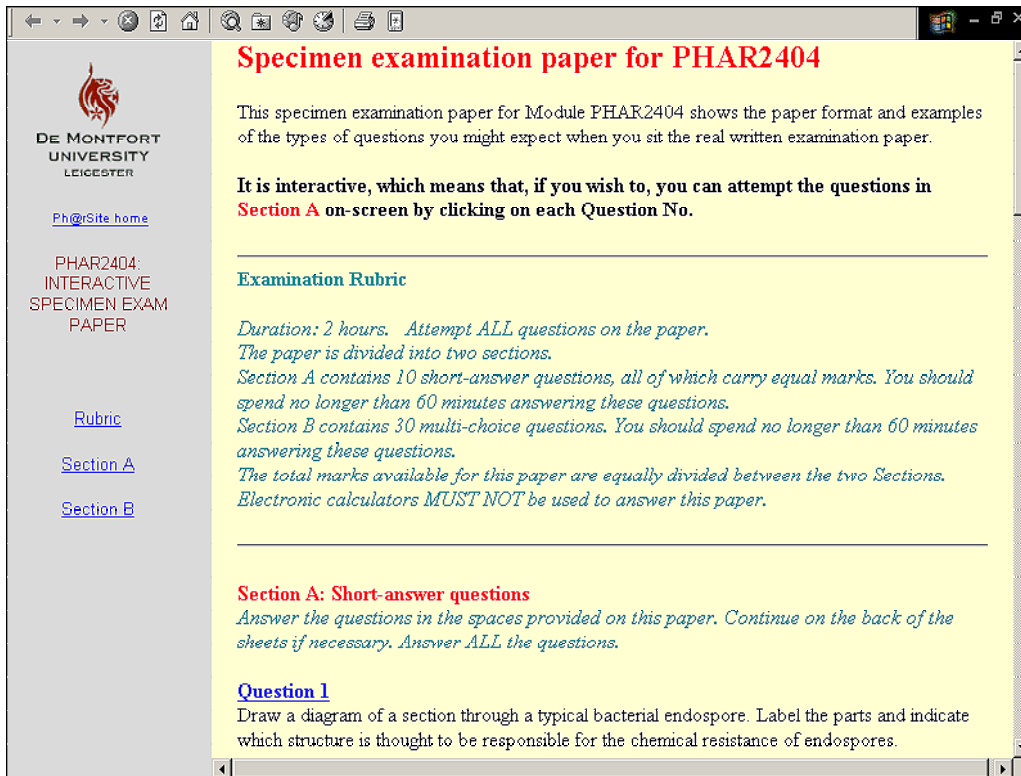 DE MONTFORT
UNIVERSITY
LEICESTER
Ph@rSite home
PHAR2404:
INTERACTIVE
SPECIMEN EXAM
PAPER
Rubric
Section A
Section B
Specimen examination paper for PHAR2404
This specimen examination paper for Module PHAR2404 shows the paper format and examples
of the types of questions you might expect when you sit the real written examination paper.
It is interactive, which means that, if you wish to, you can attempt the questions in
Section A on-screen by clicking on each Question No.
Examination Rubric
Duration: 2 hours. Attempt ALL questions on the paper.
The paper is divided into two sections.
Section A contains 10 short-answer questions, all of which carry equal marks. You should
spend no longer than 60 minutes answering these questions.
Section B contains 30 multi-choice questions. You should spend no longer than 60 minutes
answering these questions.
The total marks available for this paper are equally divided between the two Sections.
Electronic calculators MUST NOT be used to answer this paper.
Section A: Short-answer questions
Answer the questions in the spaces provided on this paper. Continue on the back of the
sheets if necessary. Answer ALL the questions.
Question 1
Draw a diagram of a section through a typical bacterial endospore. Label the parts and indicate
which structure is thought to be responsible for the chemical resistance of endospores.